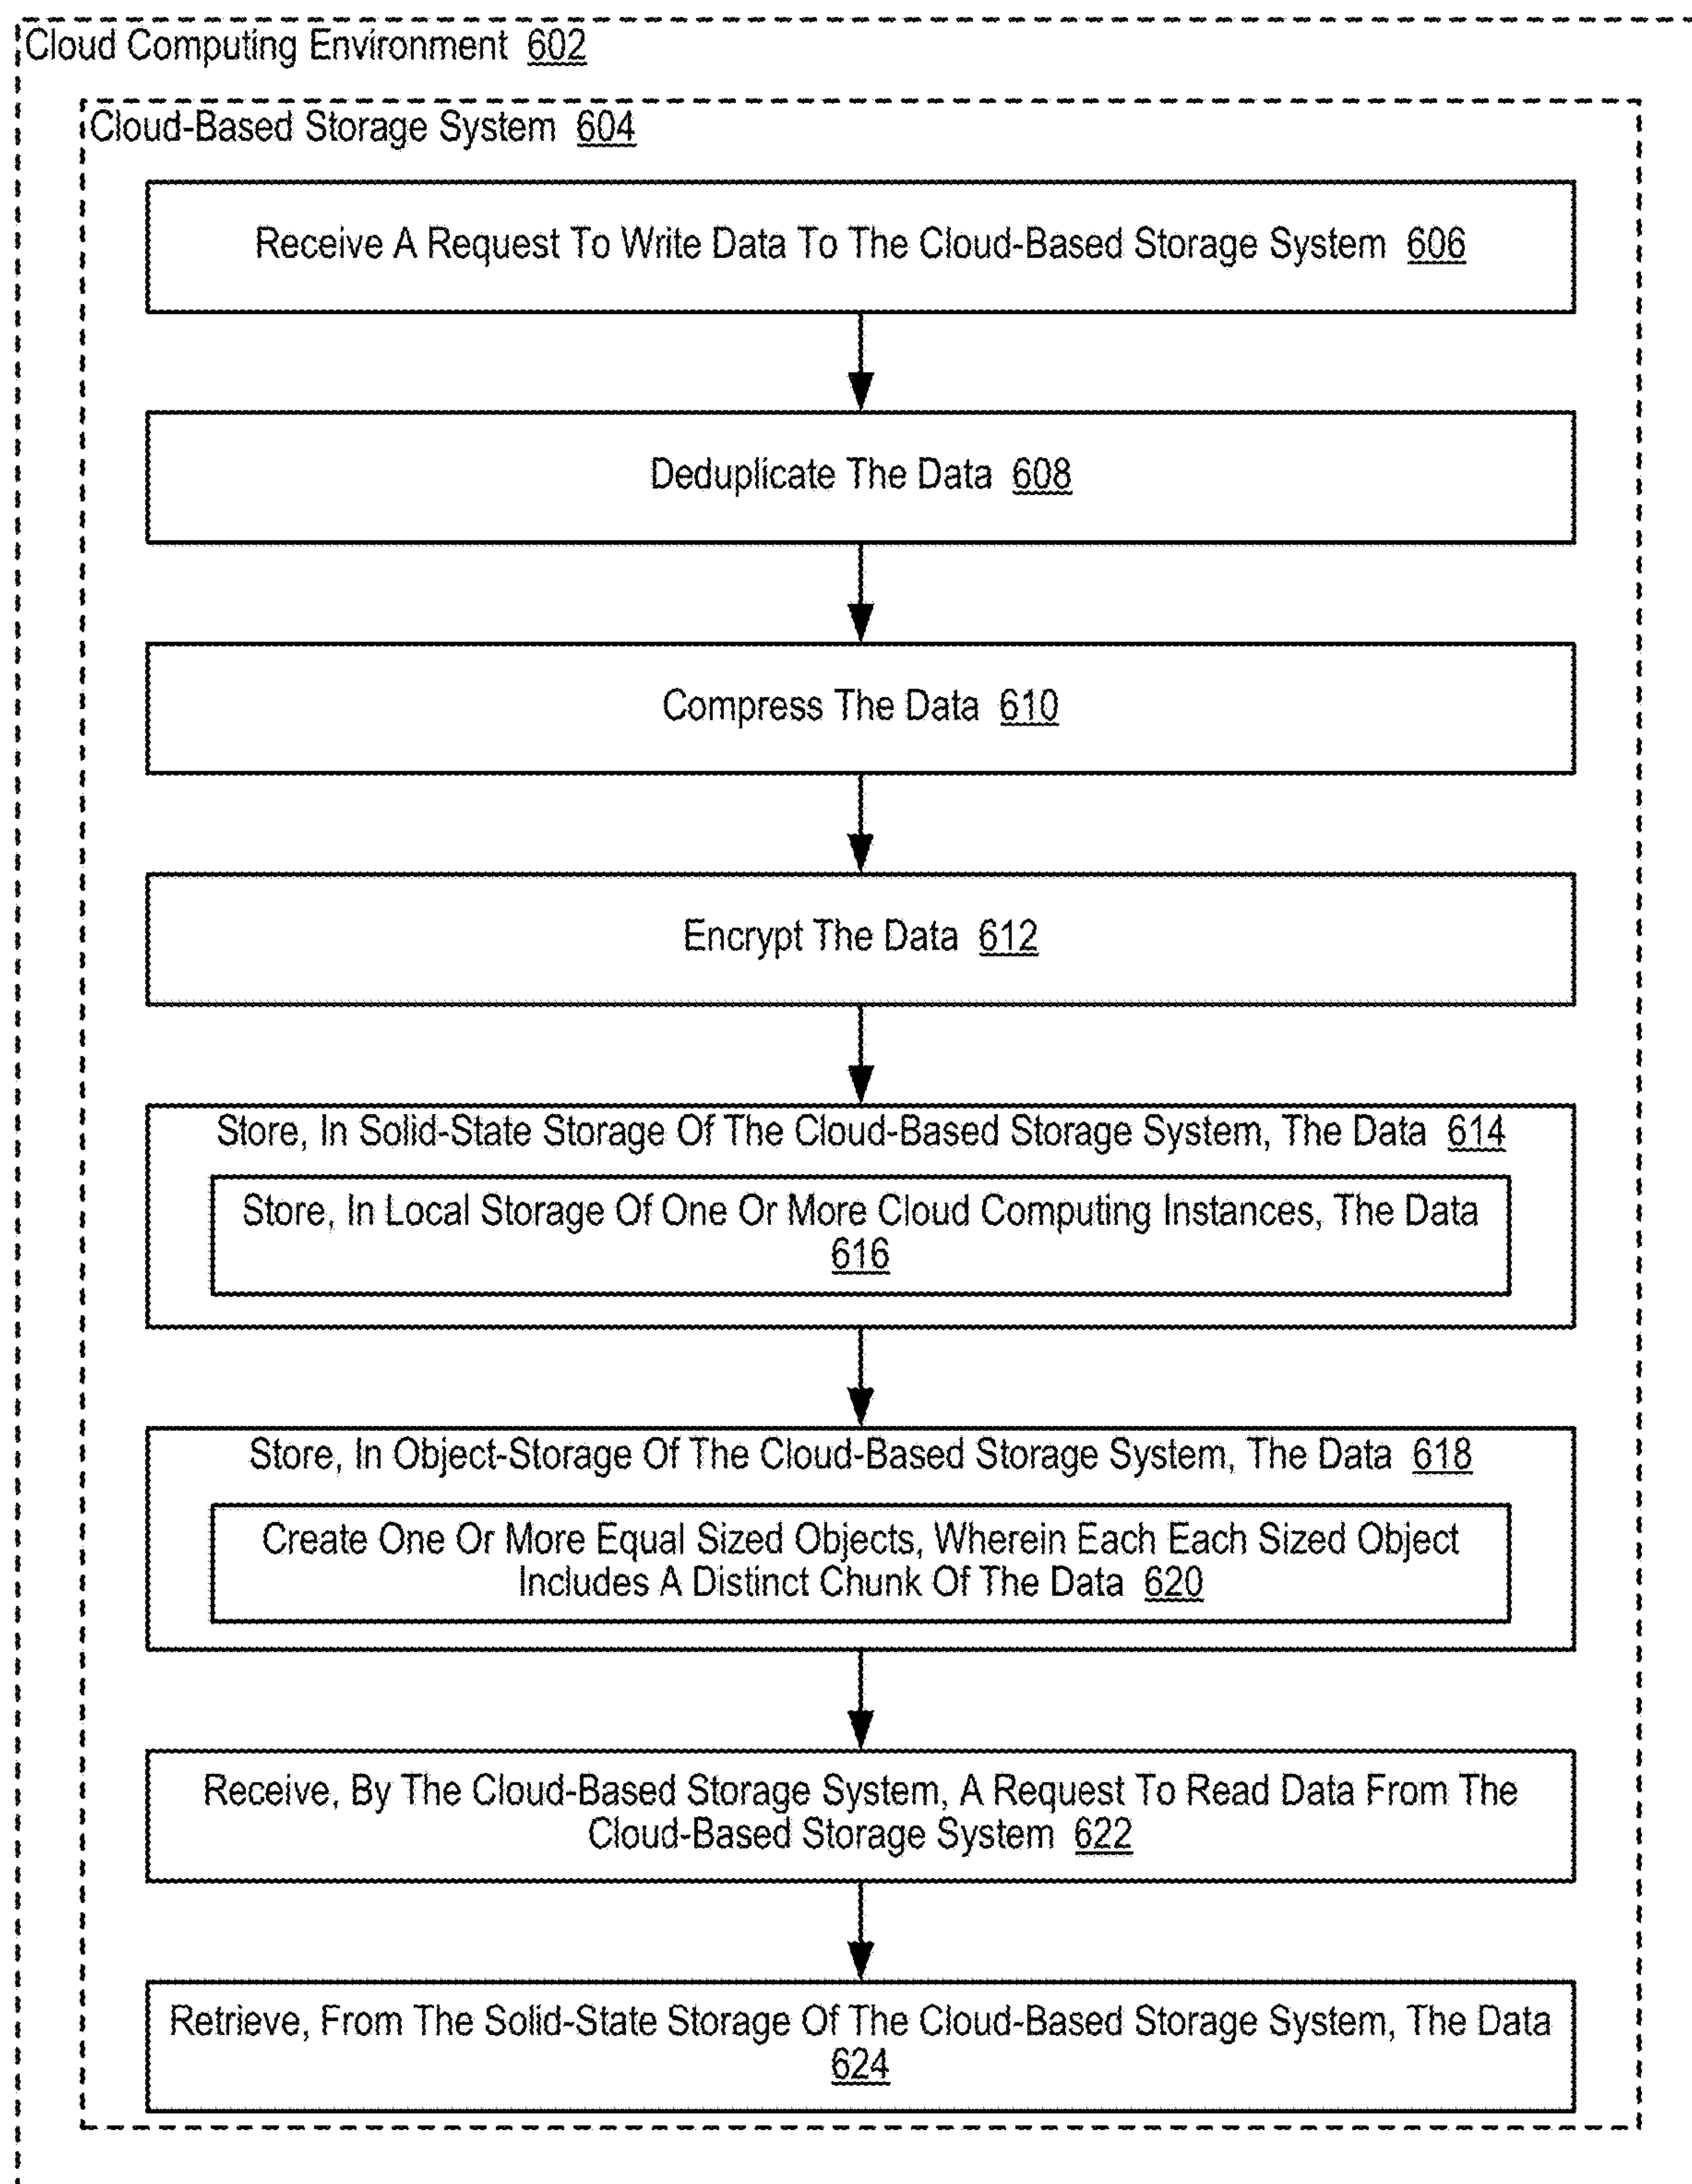 Cloud Computing Environment 602
Cloud-Based Storage System 604
Receive A Request To Write Data To The Cloud-Based Storage System 606
Deduplicate The Data 608
Compress The Data 610
Encrypt The Data 612
Store, In Solid-State Storage Of The Cloud-Based Storage System, The Data 614
Store, In Local Storage Of One Or More Cloud Computing Instances, The Data
616
Store, In Object-Storage Of The Cloud-Based Storage System, The Data 618
Create One Or More Equal Sized Objects, Wherein Each Each Sized Object
Includes A Distinct Chunk Of The Data 620
Receive, By The Cloud-Based Storage System, A Request To Read Data From The
Cloud-Based Storage System 622
Retrieve, From The Solid-State Storage Of The Cloud-Based Storage System, The Data
624